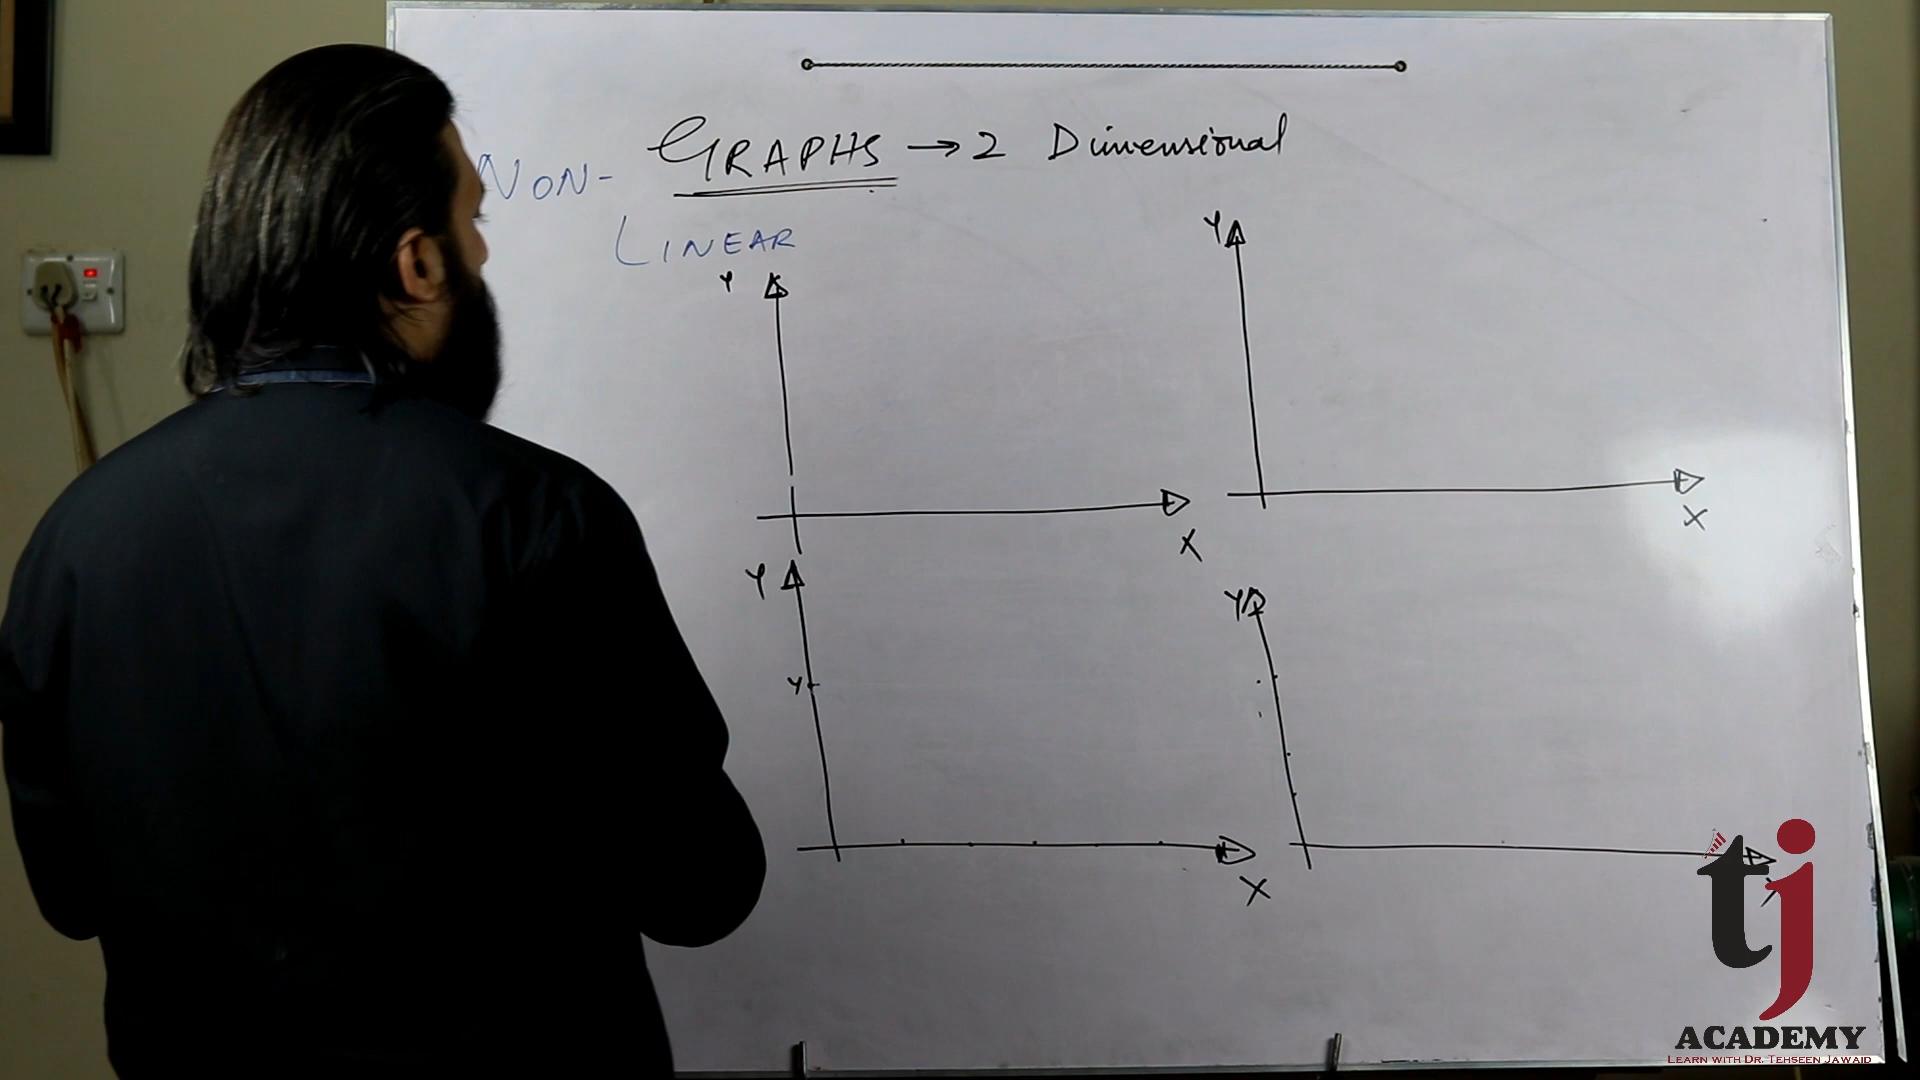 GRAPHS → 2 Dimensional
NON-
LINEAR
Y
Y
X
X
Y
Y
Y
X
X
tj
ACADEMY
LEARN WITH DR. TEHSEEN JAWAID